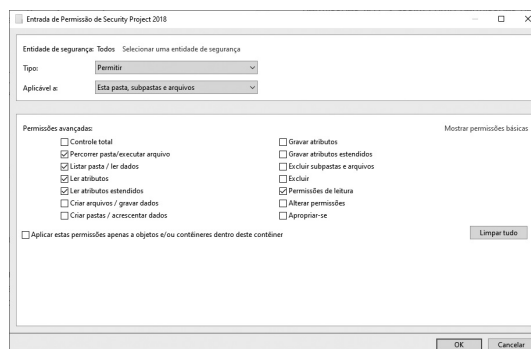 Entrada de Permissão de Security Project 2018
Entidade de segurança: Todos Selecionar uma entidade de segurança
Tipo: Permitir
Aplicável a: Esta pasta, subpastas e arquivos
Permissões avançadas: Mostrar permissões básicas
Controle total Gravar atributos
Percorrer pasta/executar arquivo Gravar atributos estendidos
Listar pasta / ler dados Excluir subpastas e arquivos
Ler atributos Excluir
Ler atributos estendidos Permissões de leitura
Criar arquivos / gravar dados Alterar permissões
Criar pastas / acrescentar dados Apropriar-se
Aplicar estas permissões apenas a objetos e/ou contêineres dentro deste contêiner Limpar tudo
OK Cancelar